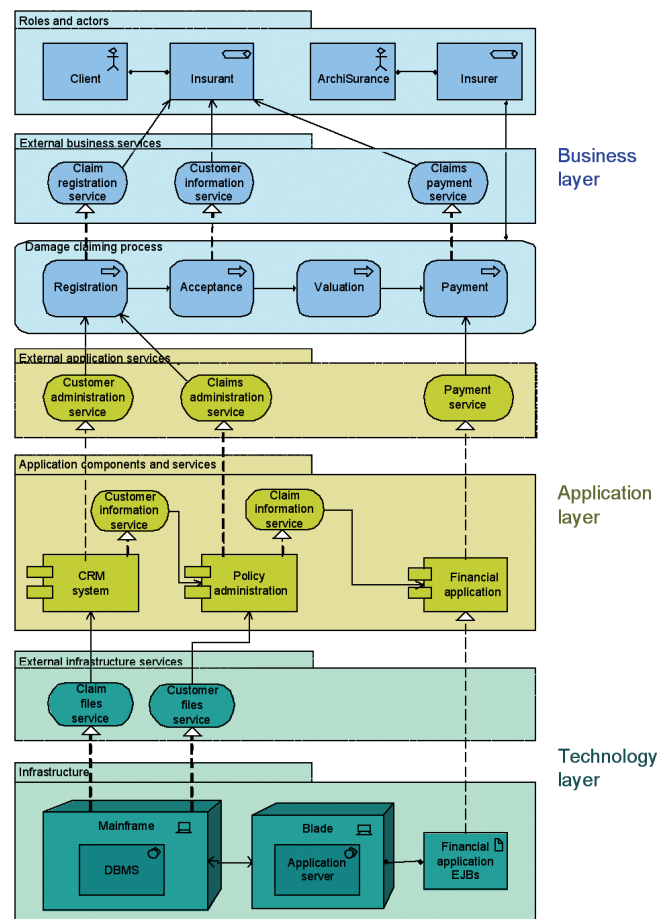 Roles and actors
Client
Insurant
ArchiSurance
Insurer
External business services
Claim
registration
service
Customer
information
service
Claims
payment
service
Business
layer
Damage claiming process
Registration
Acceptance
Valuation
Payment
External application services
Customer
administration
service
Claims
administration
service
Payment
service
Application components and services
Customer
information
service
Claim
information
service
Application
layer
CRM
system
Policy
administration
Financial
application
External infrastructure services
Claim
files
service
Customer
files
service
Technology
layer
Infrastructure
Mainframe
DBMS
Blade
Application
server
Financial
application
EJBs